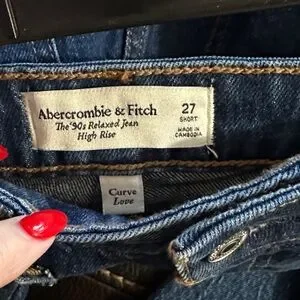 Abercrombie & Fitch
The '90s Relaxed Jean
High Rise
27
SHORT
MADE IN
CAMBODIA
Curve
Love